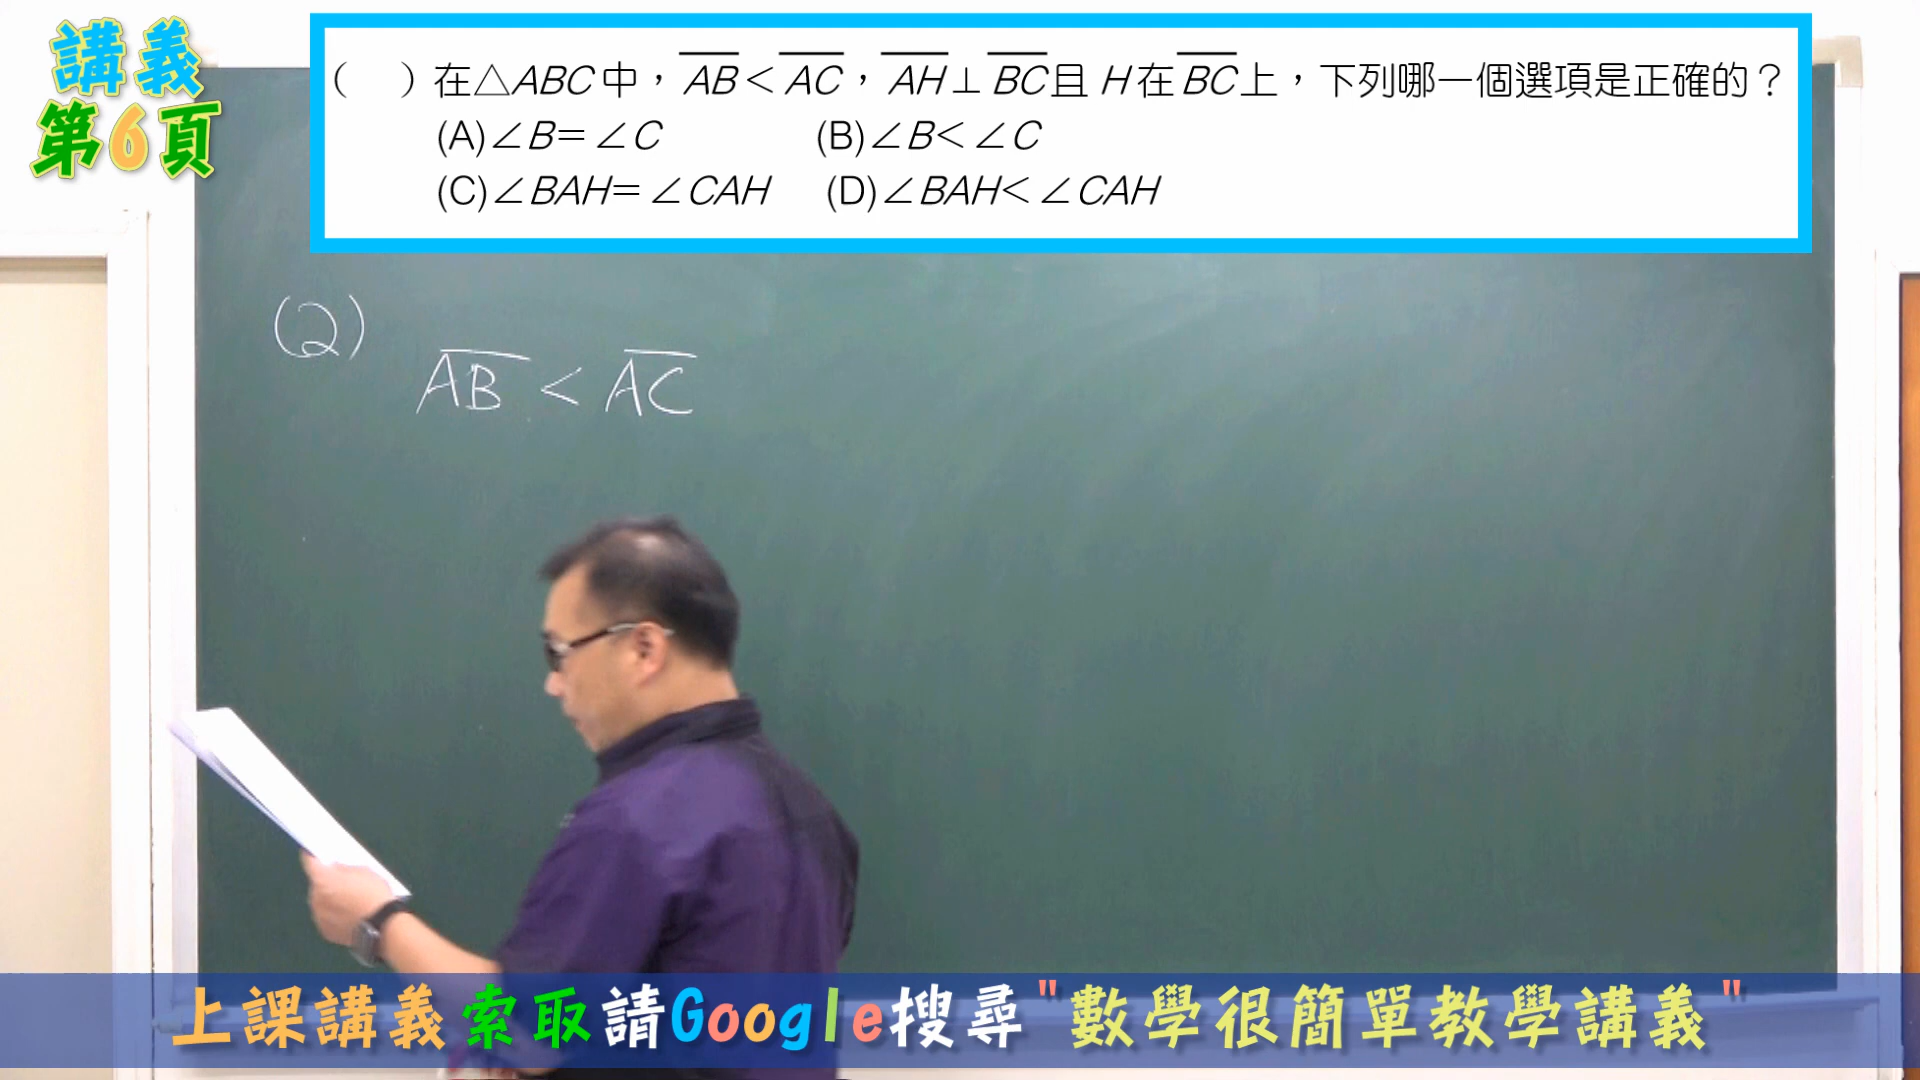 講義
第6頁
（　）在△ABC中，AB＜AC，AH⊥BC且H在BC上，下列哪一個選項是正確的？
(A)∠B=∠C (B)∠B<∠C
(C)∠BAH=∠CAH (D)∠BAH<∠CAH
(2)
AB < AC
上課講義索取請Google搜尋"數學很簡單教學講義"